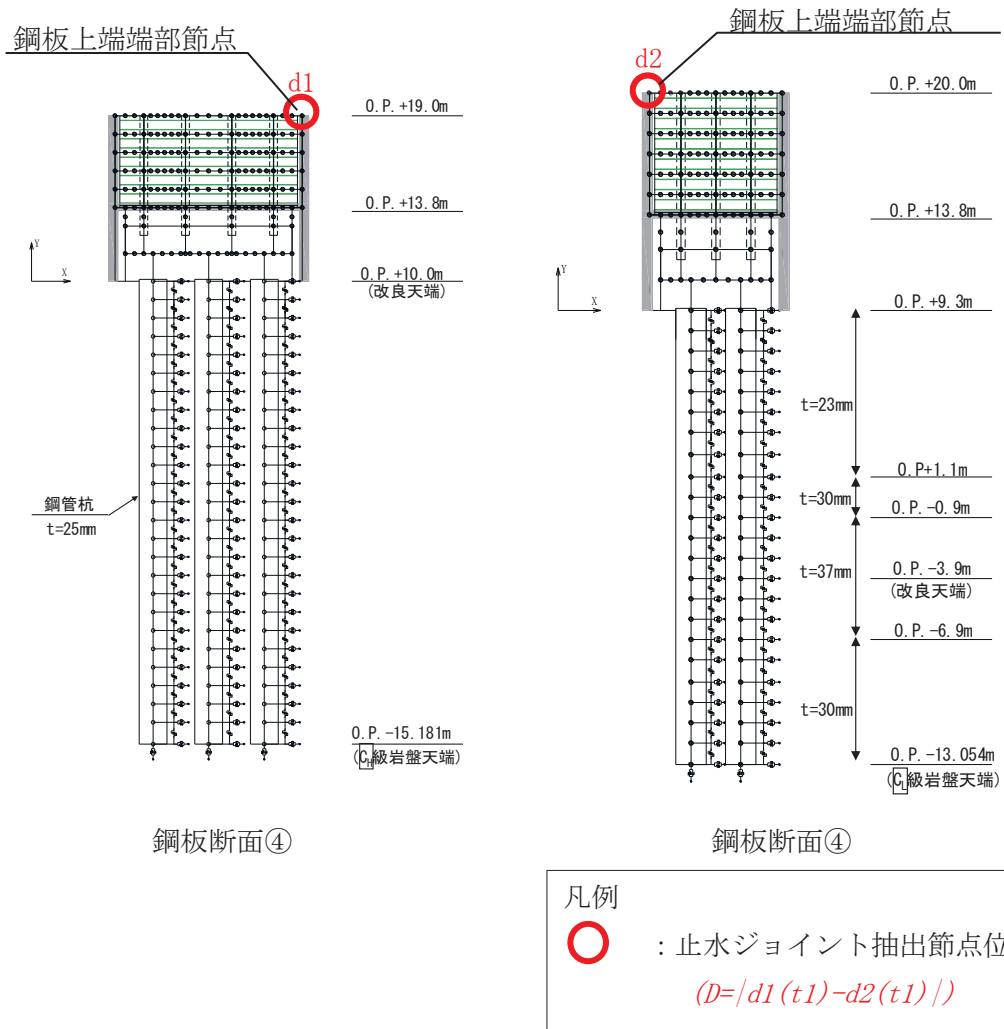 鋼板上端端部節点
d1
O.P.+19.0m
O.P.+13.8m
Y
X
O.P.+10.0m
(改良天端)
鋼管杭
t=25mm
O.P.-15.181m
(CH級岩盤天端)
鋼板断面④
鋼板上端端部節点
d2
O.P.+20.0m
O.P.+13.8m
Y
X
O.P.+9.3m
t=23mm
O.P+1.1m
t=30mm
O.P.-0.9m
t=37mm
O.P.-3.9m
(改良天端)
O.P.-6.9m
t=30mm
O.P.-13.054m
(CL級岩盤天端)
鋼板断面④
凡例
:止水ジョイント抽出節点位
(D=|d1(t1)-d2(t1)|)